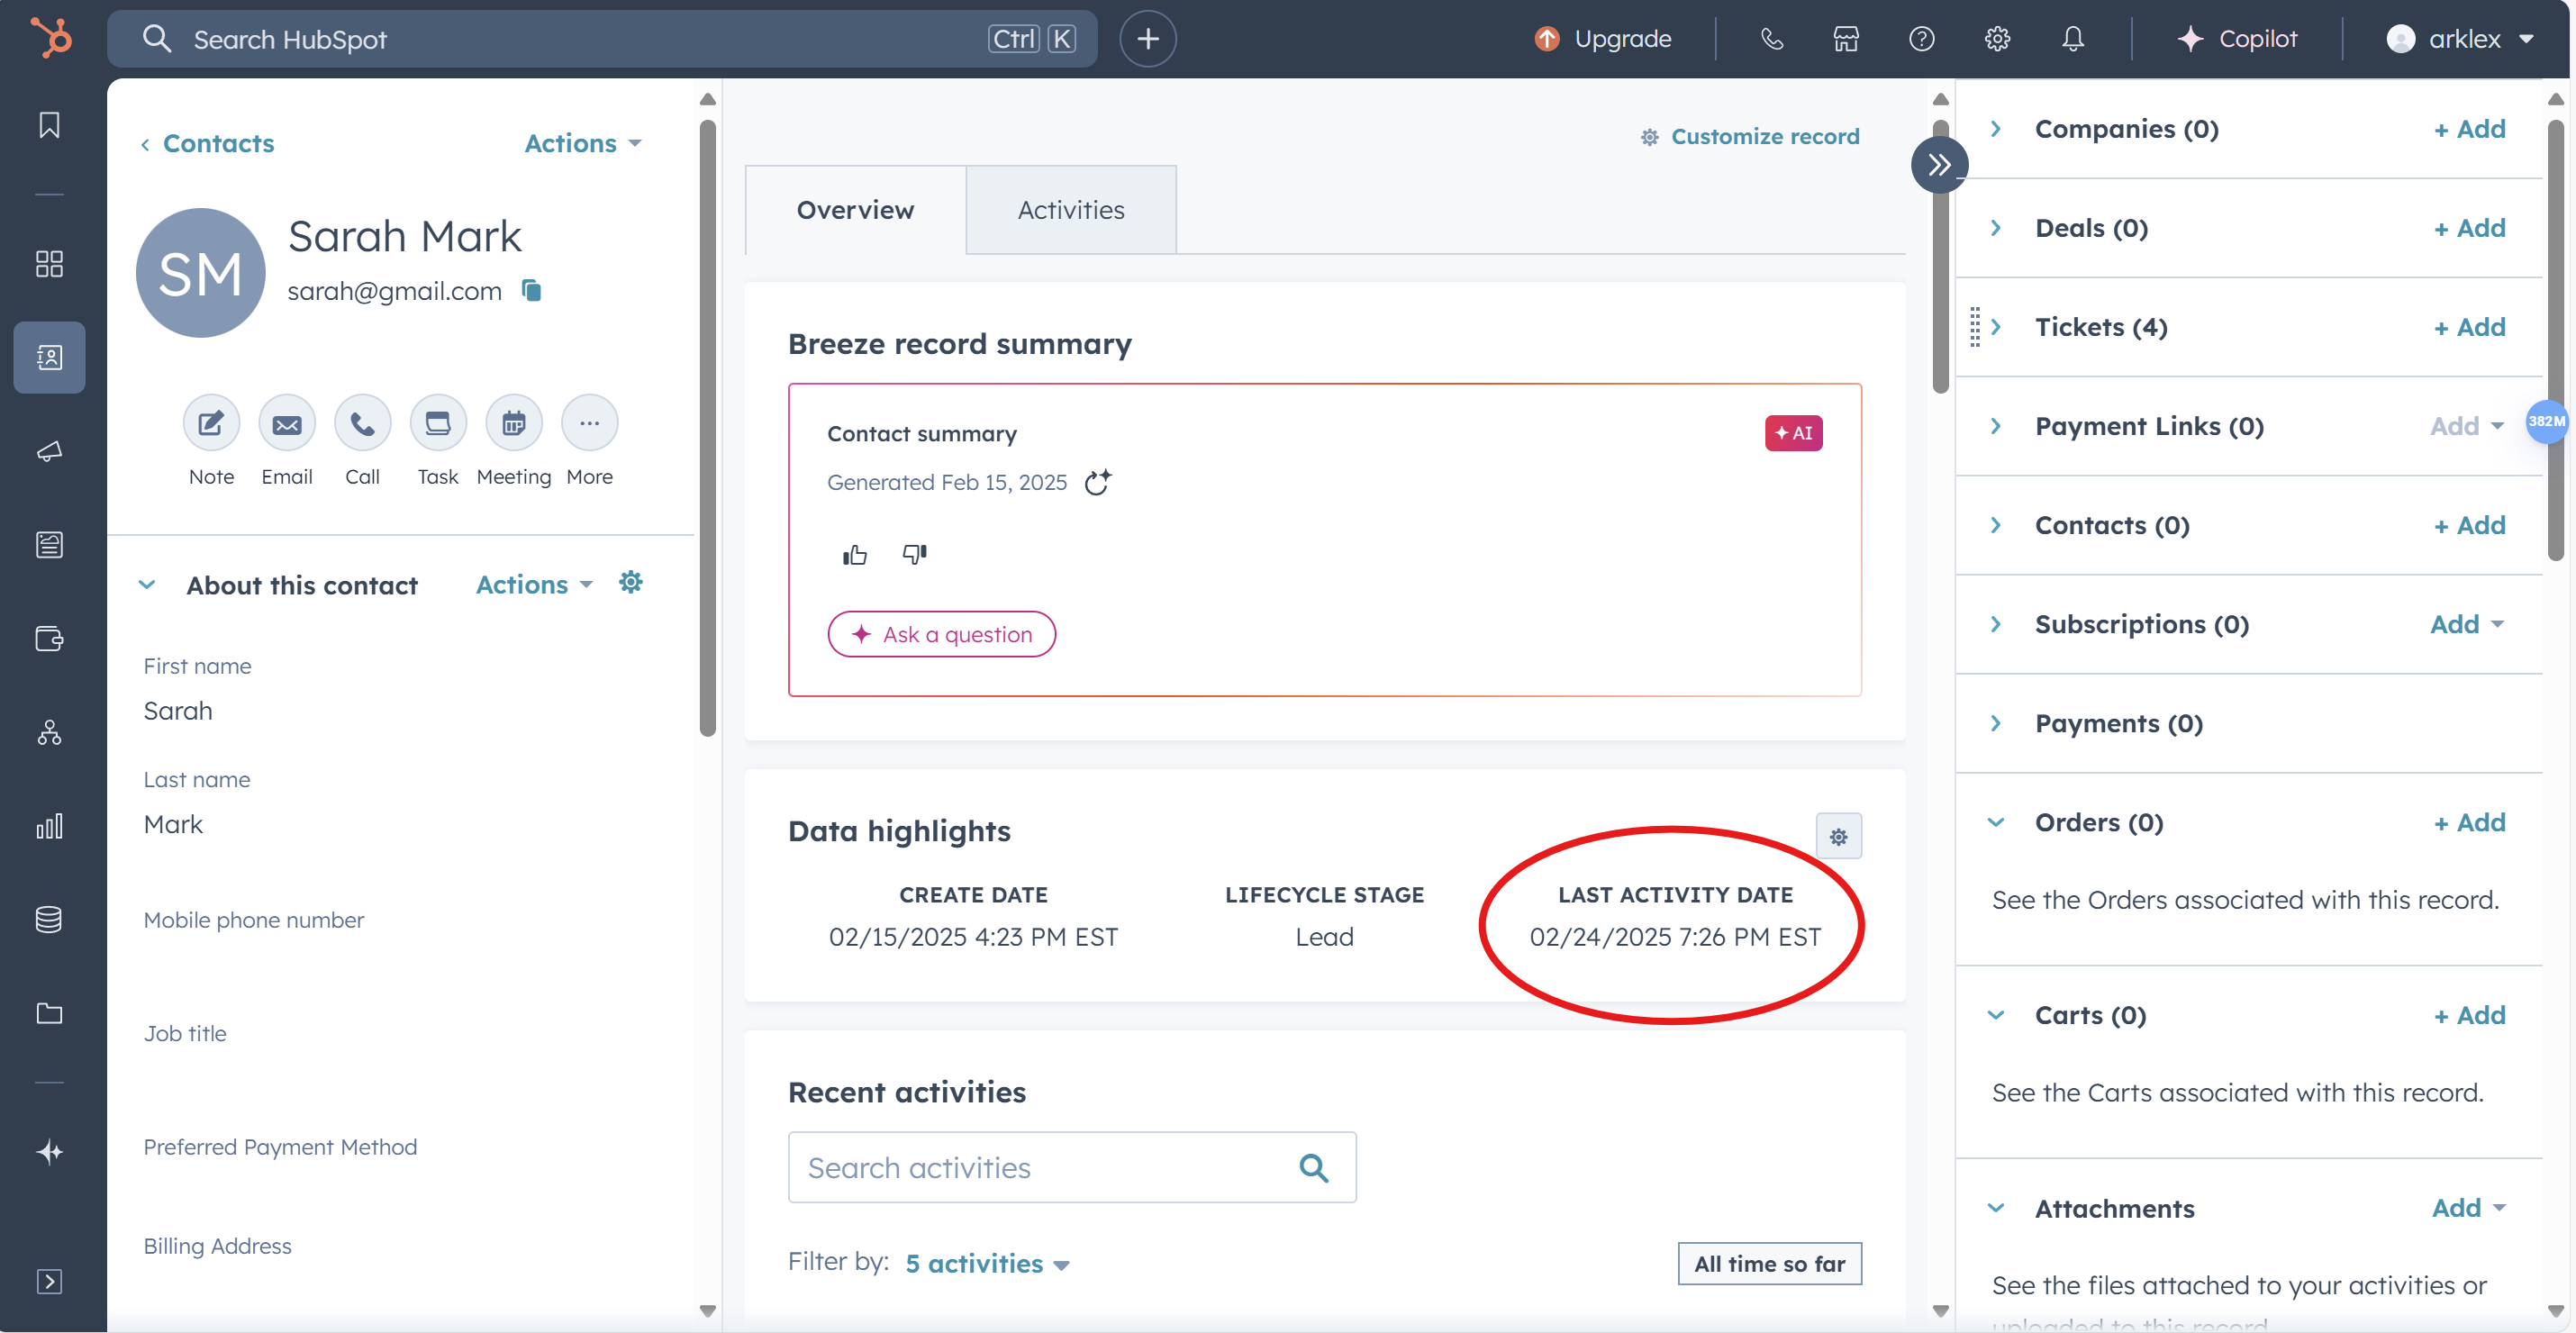 Search HubSpot
Ctrl K
Upgrade
Copilot
arklex
Contacts
Actions
SM
Sarah Mark
sarah@gmail.com
Note
Email
Call
Task
Meeting
More
About this contact
Actions
First name
Sarah
Last name
Mark
Mobile phone number
Job title
Preferred Payment Method
Billing Address
Customize record
Overview
Activities
Breeze record summary
Contact summary
AI
Generated Feb 15, 2025
Ask a question
Data highlights
CREATE DATE
02/15/2025 4:23 PM EST
LIFECYCLE STAGE
Lead
LAST ACTIVITY DATE
02/24/2025 7:26 PM EST
Recent activities
Search activities
Filter by: 5 activities
All time so far
Companies (0)
+ Add
Deals (0)
+ Add
Tickets (4)
+ Add
Payment Links (0)
Add
382M
Contacts (0)
+ Add
Subscriptions (0)
Add
Payments (0)
Orders (0)
+ Add
See the Orders associated with this record.
Carts (0)
+ Add
See the Carts associated with this record.
Attachments
Add
See the files attached to your activities or
uploaded to this record.